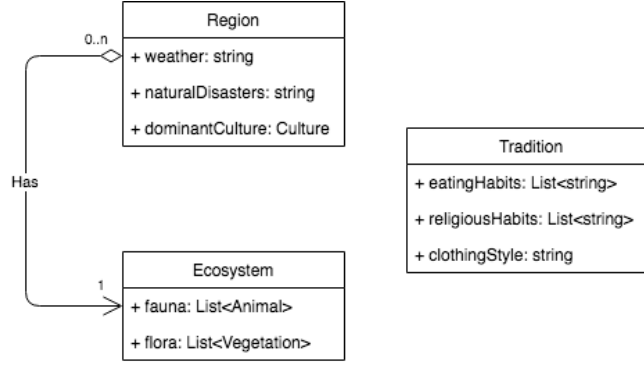 Region
0..n
+ weather: string
+ naturalDisasters: string
+ dominantCulture: Culture
Tradition
+ eatingHabits: List<string>
+ religiousHabits: List<string>
+ clothingStyle: string
Has
1
Ecosystem
+ fauna: List<Animal>
+ flora: List<Vegetation>